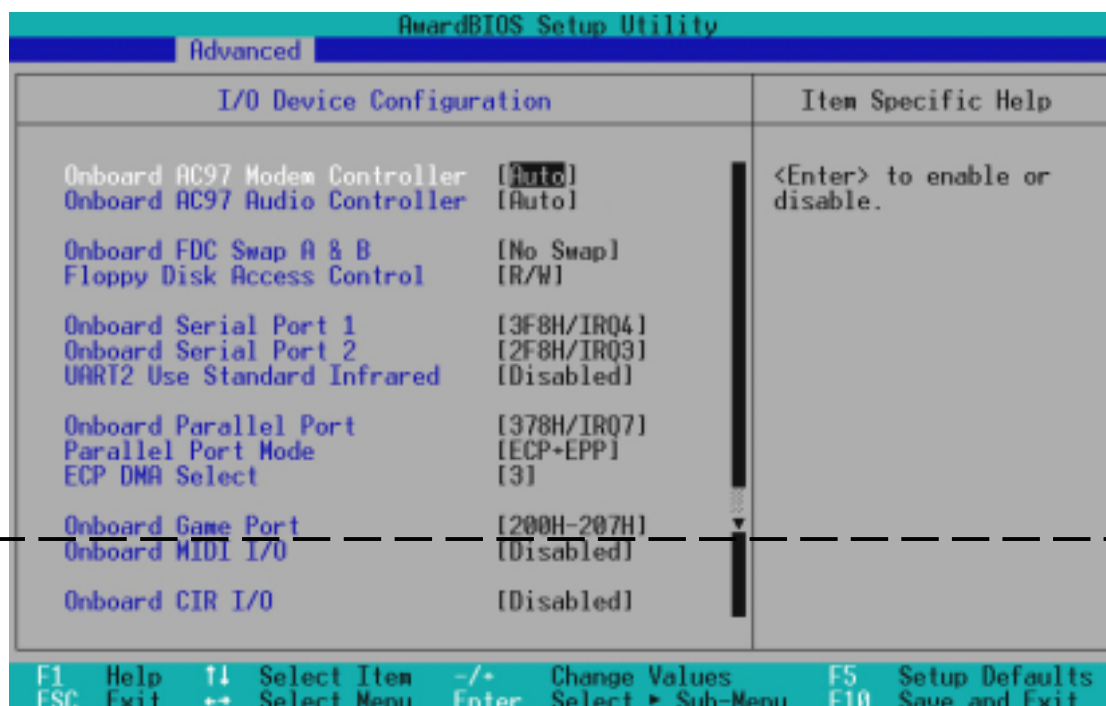 AwardBIOS Setup Utility
Advanced
I/O Device Configuration
Item Specific Help
Onboard AC97 Modem Controller [Auto]
Onboard AC97 Audio Controller [Auto]
Onboard FDC Swap A & B [No Swap]
Floppy Disk Access Control [R/W]
Onboard Serial Port 1 [3F8H/IRQ4]
Onboard Serial Port 2 [2F8H/IRQ3]
UART2 Use Standard Infrared [Disabled]
Onboard Parallel Port [378H/IRQ7]
Parallel Port Mode [ECP+EPP]
ECP DMA Select [3]
Onboard Game Port [200H-207H]
Onboard MIDI I/O [Disabled]
Onboard CIR I/O [Disabled]
<Enter> to enable or
disable.
F1 Help ↑↓ Select Item -/+ Change Values F5 Setup Defaults
ESC Exit ←→ Select Menu Enter Select ► Sub-Menu F10 Save and Exit